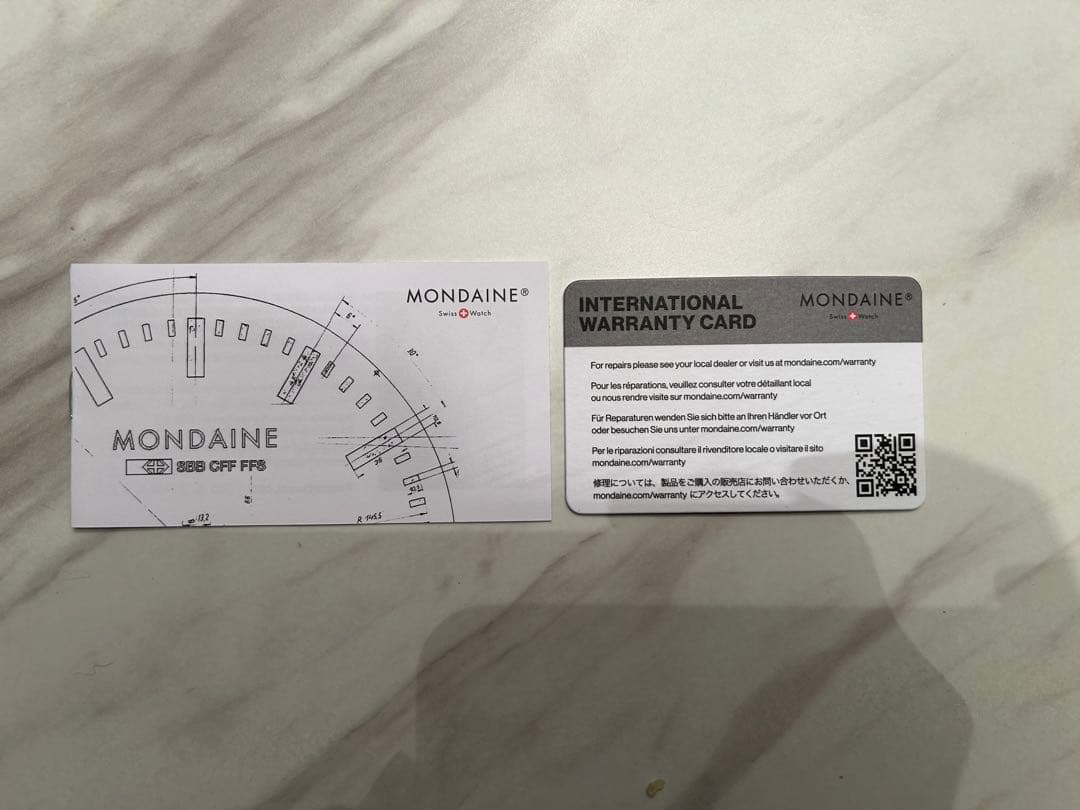 MONDAINE®
Swiss Watch
6°
10°
MONDAINE
SBB CFF FFS
13,2
R 145,5
INTERNATIONAL
WARRANTY CARD
MONDAINE®
Swiss Watch
For repairs please see your local dealer or visit us at mondaine.com/warranty
Pour les réparations, veuillez consulter votre détaillant local
ou nous rendre visite sur mondaine.com/warranty
Für Reparaturen wenden Sie sich bitte an Ihren Händler vor Ort
oder besuchen Sie uns unter mondaine.com/warranty
Per le riparazioni consultare il rivenditore locale o visitare il sito
mondaine.com/warranty
修理については、製品をご購入の販売店にお問い合わせいただくか、
mondaine.com/warranty にアクセスしてください。